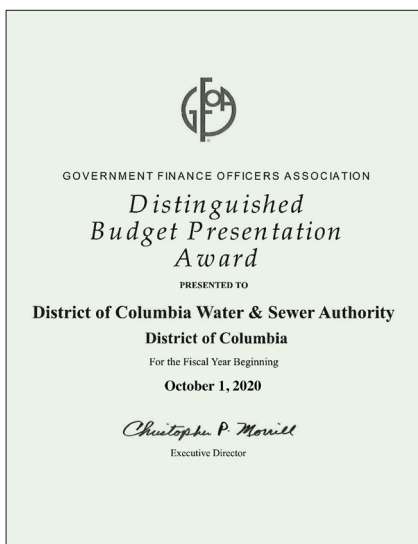 GFOA
GOVERNMENT FINANCE OFFICERS ASSOCIATION
Distinguished
Budget Presentation
Award
PRESENTED TO
District of Columbia Water & Sewer Authority
District of Columbia
For the Fiscal Year Beginning
October 1, 2020
Christopher P. Morrill
Executive Director